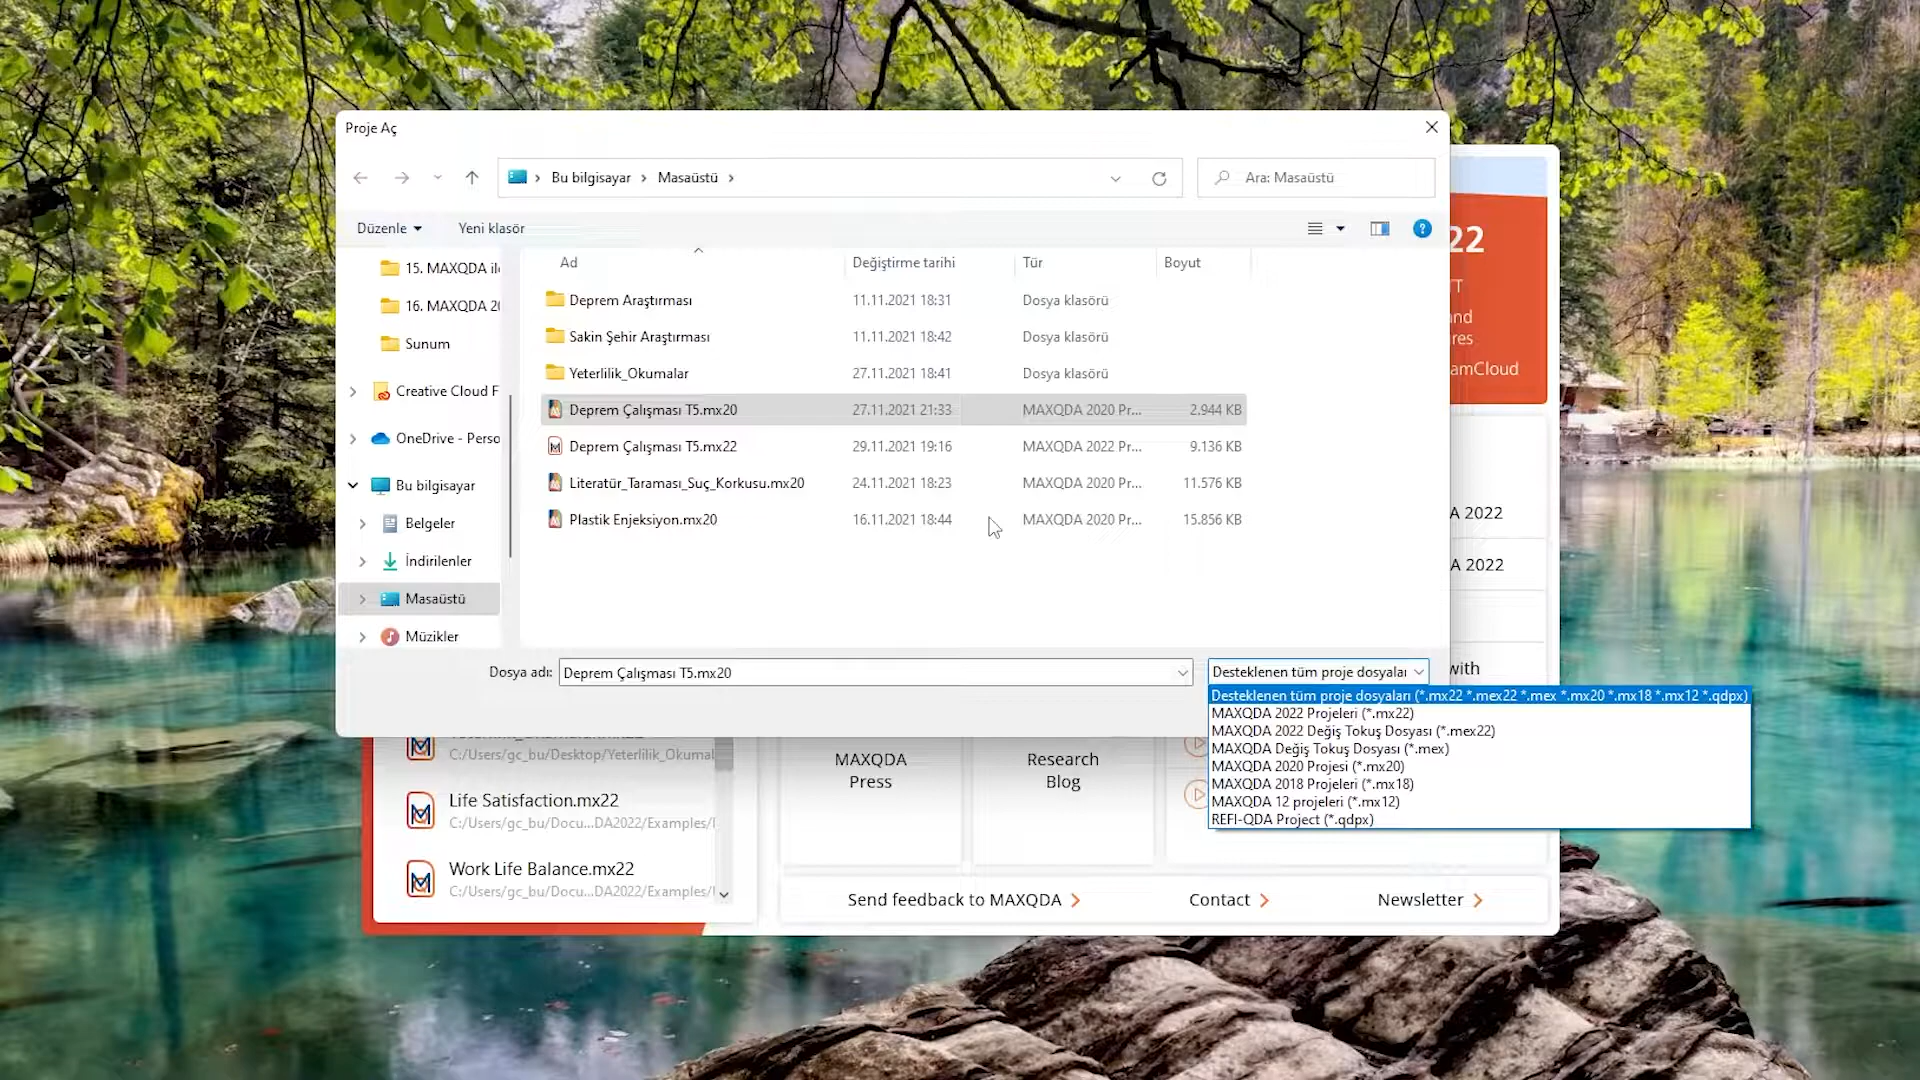 Proje Aç
Bu bilgisayar
Masaüstü
Ara: Masaüstü
Düzenle
Yeni klasör
15. MAXQDA
16. MAXQDA
Sunum
Creative Cloud F
OneDrive - Perso
Bu bilgisayar
Belgeler
İndirilenler
Masaüstü
Müzikler
Ad Değiştirme tarihi Tür Boyut
Deprem Araştırması 11.11.2021 18:31 Dosya klasörü
Sakin Şehir Araştırması 11.11.2021 18:42 Dosya klasörü
Yeterlilik_Okumalar 27.11.2021 18:41 Dosya klasörü
Deprem Çalışması T5.mx20 27.11.2021 21:33 MAXQDA 2020 Pr... 2.944 KB
Deprem Çalışması T5.mx22 29.11.2021 19:16 MAXQDA 2022 Pr... 9.136 KB
Literatür_Taraması_Suç_Korkusu.mx20 24.11.2021 18:23 MAXQDA 2020 Pr... 11.576 KB
Plastik Enjeksiyon.mx20 16.11.2021 18:44 MAXQDA 2020 Pr... 15.856 KB
Dosya adı: Deprem Çalışması T5.mx20
Desteklenen tüm proje dosyaları
Desteklenen tüm proje dosyaları (*.mx22 *.mex22 *.mex *.mx20 *.mx18 *.mx12 *.qdpx)
MAXQDA 2022 Projeleri (*.mx22)
MAXQDA 2022 Değiş Tokuş Dosyası (*.mex22)
MAXQDA Değiş Tokuş Dosyası (*.mex)
MAXQDA 2020 Projesi (*.mx20)
MAXQDA 2018 Projeleri (*.mx18)
MAXQDA 12 projeleri (*.mx12)
REFI-QDA Project (*.qdpx)
22
and
res
amCloud
A 2022
A 2022
with
C:/Users/gc_bu/Desktop/Yeterlilik_Okumal
Life Satisfaction.mx22
C:/Users/gc_bu/Docu...DA2022/Examples/
Work Life Balance.mx22
C:/Users/gc_bu/Docu...DA2022/Examples/
MAXQDA
Press
Research
Blog
Send feedback to MAXQDA
Contact
Newsletter